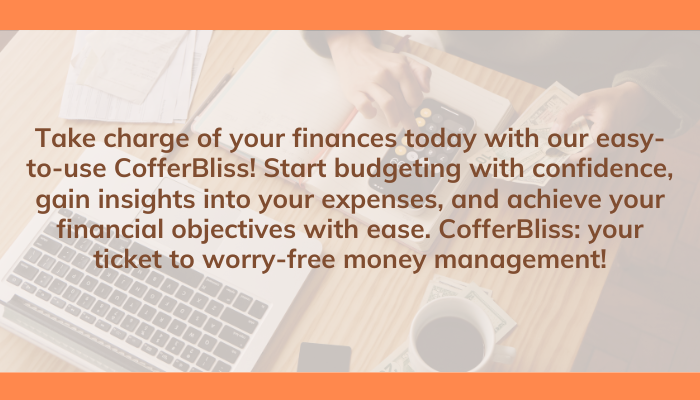 Take charge of your finances today with our easy-
to-use CofferBliss! Start budgeting with confidence,
gain insights into your expenses, and achieve your
financial objectives with ease. CofferBliss: your
ticket to worry-free money management!